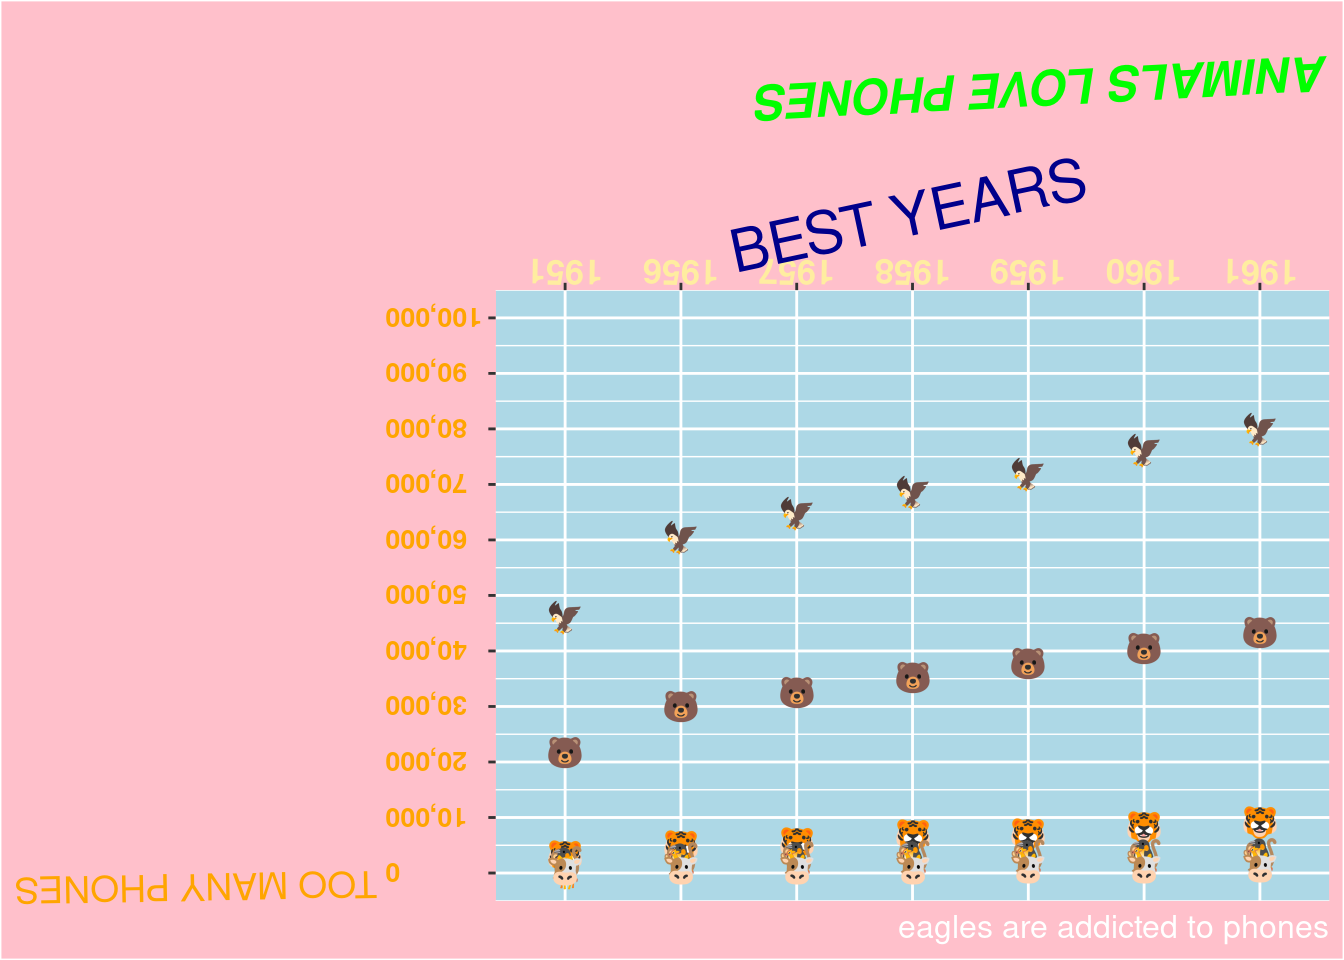 ANIMALS LOVE PHONES
BEST YEARS
1951 1956 1957 1958 1959 1960 1961
100,000
90,000
80,000
70,000
60,000
50,000
40,000
30,000
20,000
10,000
0
TOO MANY PHONES
eagles are addicted to phones